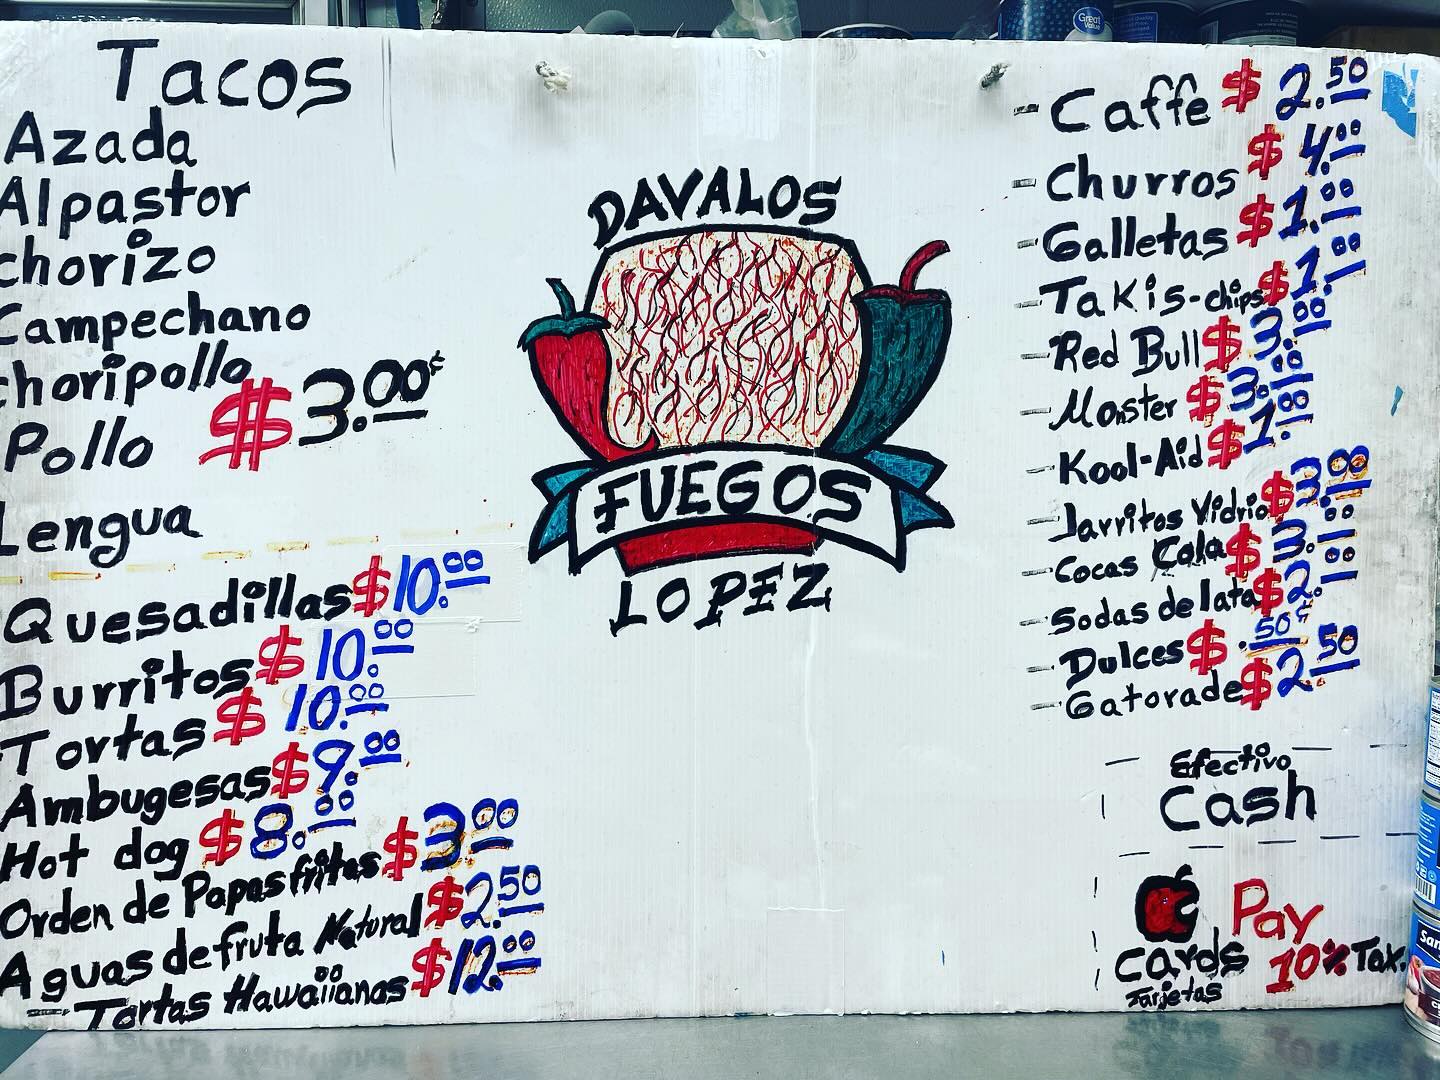 Tacos
Azada
Alpastor
chorizo
Campechano
choripollo
Pollo $3.00¢
Lengua
Quesadillas $10.00
Burritos $10.00
Tortas $10.00
Ambugesas $9.00
Hot dog $8.00
Orden de Papas fritas $3.00
Aguas de fruta Natural $2.50
Tortas Hawaiianas $12.00
DAVALOS
FUEGOS
LOPEZ
- Caffe $2.50
- Churros $4.00
- Galletas $1.00
- Takis-chips $1.00
- Red Bull $3.00
- Monster $3.00
- Kool-Aid $1.00
- Jarritos Vidrio $3.00
- Cocas Cola $3.00
- Sodas de lata $2.00
- Dulces $.50¢
- Gatorade $2.50
Efectivo
Cash
Pay
Cards 10% Tax.
Tarjetas
Great
Value